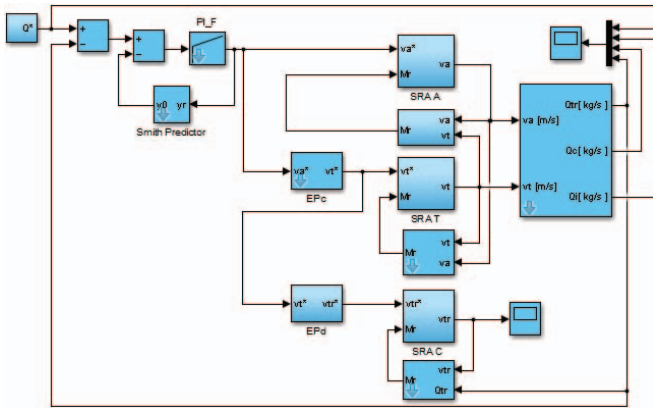 Q*
+
−
+
−
PI_F
y0 yr
Smith Predictor
va*
Mr
va
SRA A
Mr
va
vt
va* vt*
EPc
vt*
Mr
vt
SRA T
Mr
vt
va
vt* vtr*
EPd
vtr*
Mr
vtr
SRA C
Mr
vtr
Qtr
va [m/s]
vt [m/s]
Qtr[ kg/s ]
Qc[ kg/s ]
Qi[ kg/s ]